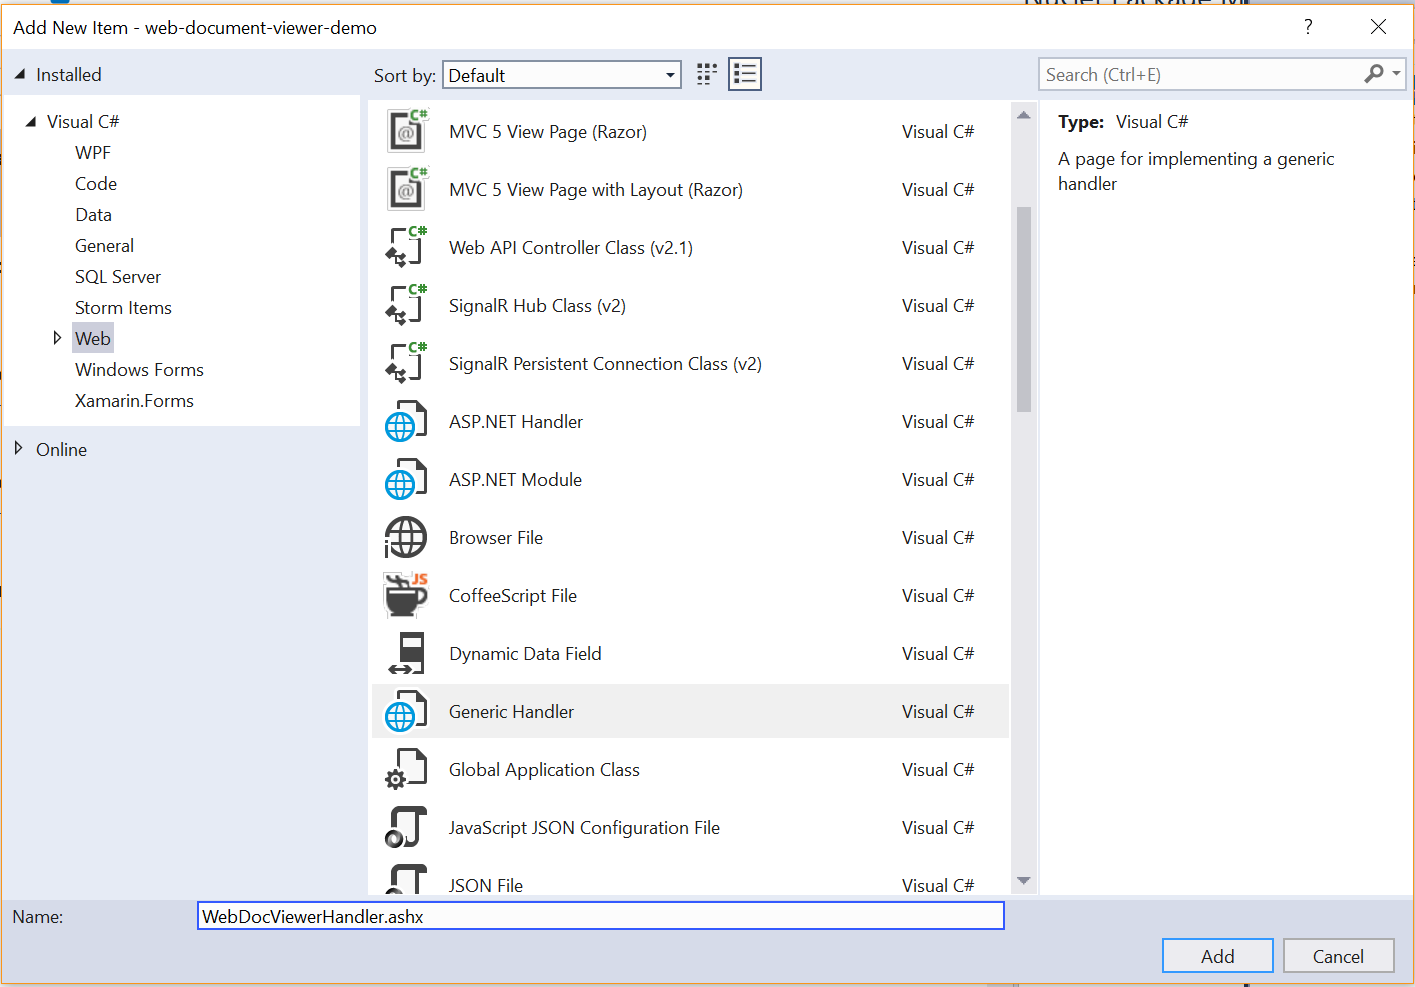 Add New Item - web-document-viewer-demo
?
Installed
Sort by: Default
Search (Ctrl+E)
Visual C#
WPF
Code
Data
General
SQL Server
Storm Items
Web
Windows Forms
Xamarin.Forms
Online
MVC 5 View Page (Razor) Visual C#
MVC 5 View Page with Layout (Razor) Visual C#
Web API Controller Class (v2.1) Visual C#
SignalR Hub Class (v2) Visual C#
SignalR Persistent Connection Class (v2) Visual C#
ASP.NET Handler Visual C#
ASP.NET Module Visual C#
Browser File Visual C#
CoffeeScript File Visual C#
Dynamic Data Field Visual C#
Generic Handler Visual C#
Global Application Class Visual C#
JavaScript JSON Configuration File Visual C#
JSON File Visual C#
Type: Visual C#
A page for implementing a generic
handler
Name: WebDocViewerHandler.ashx
Add Cancel